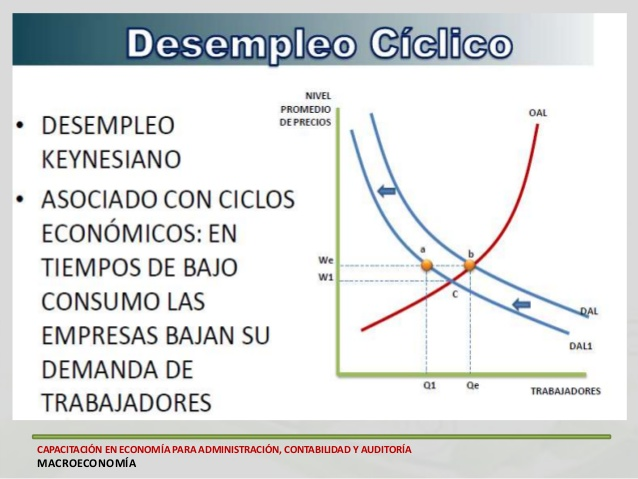 Desempleo Cíclico
• DESEMPLEO
KEYNESIANO
• ASOCIADO CON CICLOS
ECONÓMICOS: EN
TIEMPOS DE BAJO
CONSUMO LAS
EMPRESAS BAJAN SU
DEMANDA DE
TRABAJADORES
NIVEL
PROMEDIO
DE PRECIOS
OAL
a
b
We
W1
C
DAL
DAL1
Q1
Qe
TRABAJADORES
CAPACITACIÓN EN ECONOMÍA PARA ADMINISTRACIÓN, CONTABILIDAD Y AUDITORÍA
MACROECONOMÍA